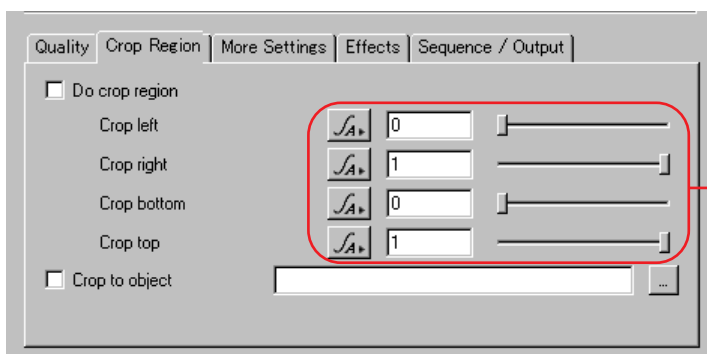 Quality Crop Region More Settings Effects Sequence / Output
Do crop region
Crop left 0
Crop right 1
Crop bottom 0
Crop top 1
Crop to object ...